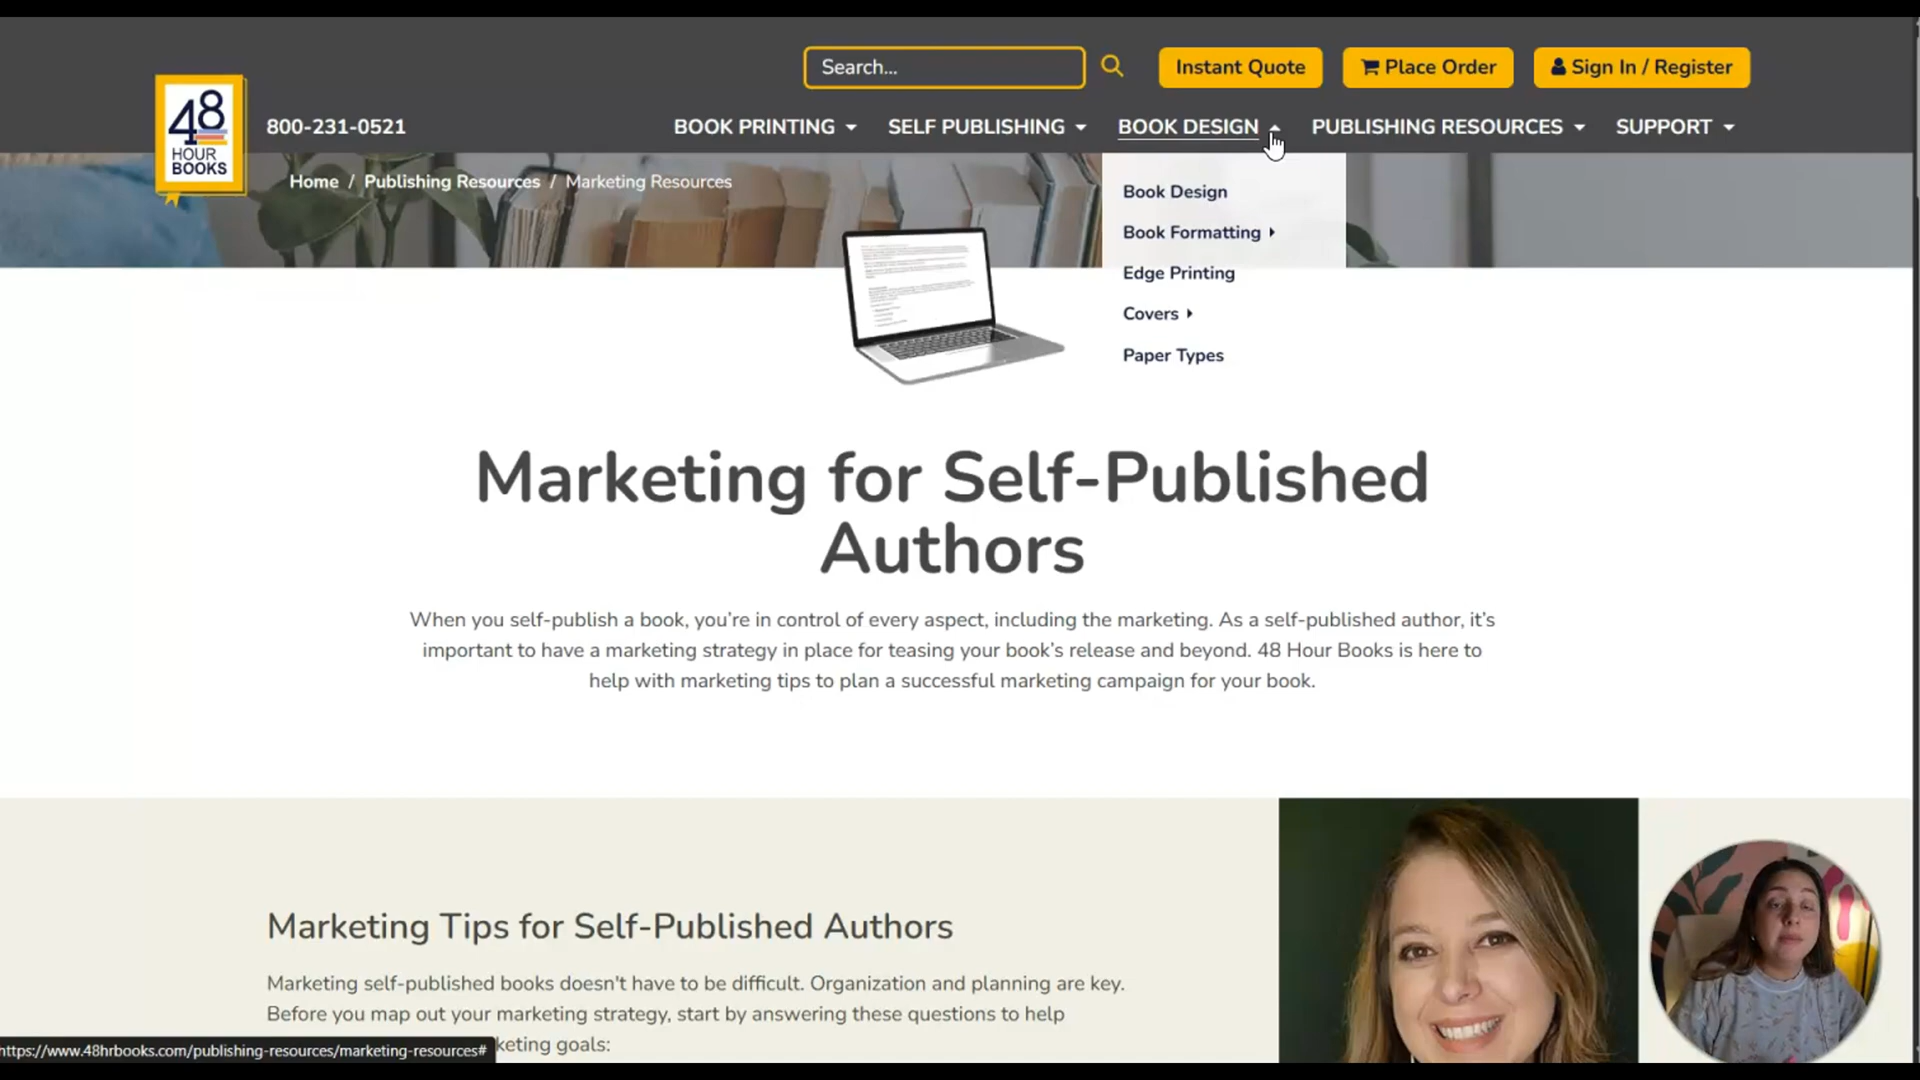 Search...
Instant Quote
Place Order
Sign In / Register
48
HOUR
BOOKS
800-231-0521
BOOK PRINTING
SELF PUBLISHING
BOOK DESIGN
PUBLISHING RESOURCES
SUPPORT
Home / Publishing Resources / Marketing Resources
Book Design
Book Formatting
Edge Printing
Covers
Paper Types
Marketing for Self-Published
Authors
When you self-publish a book, you're in control of every aspect, including the marketing. As a self-published author, it's
important to have a marketing strategy in place for teasing your book's release and beyond. 48 Hour Books is here to
help with marketing tips to plan a successful marketing campaign for your book.
Marketing Tips for Self-Published Authors
Marketing self-published books doesn't have to be difficult. Organization and planning are key.
Before you map out your marketing strategy, start by answering these questions to help
keting goals:
https://www.48hrbooks.com/publishing-resources/marketing-resources#